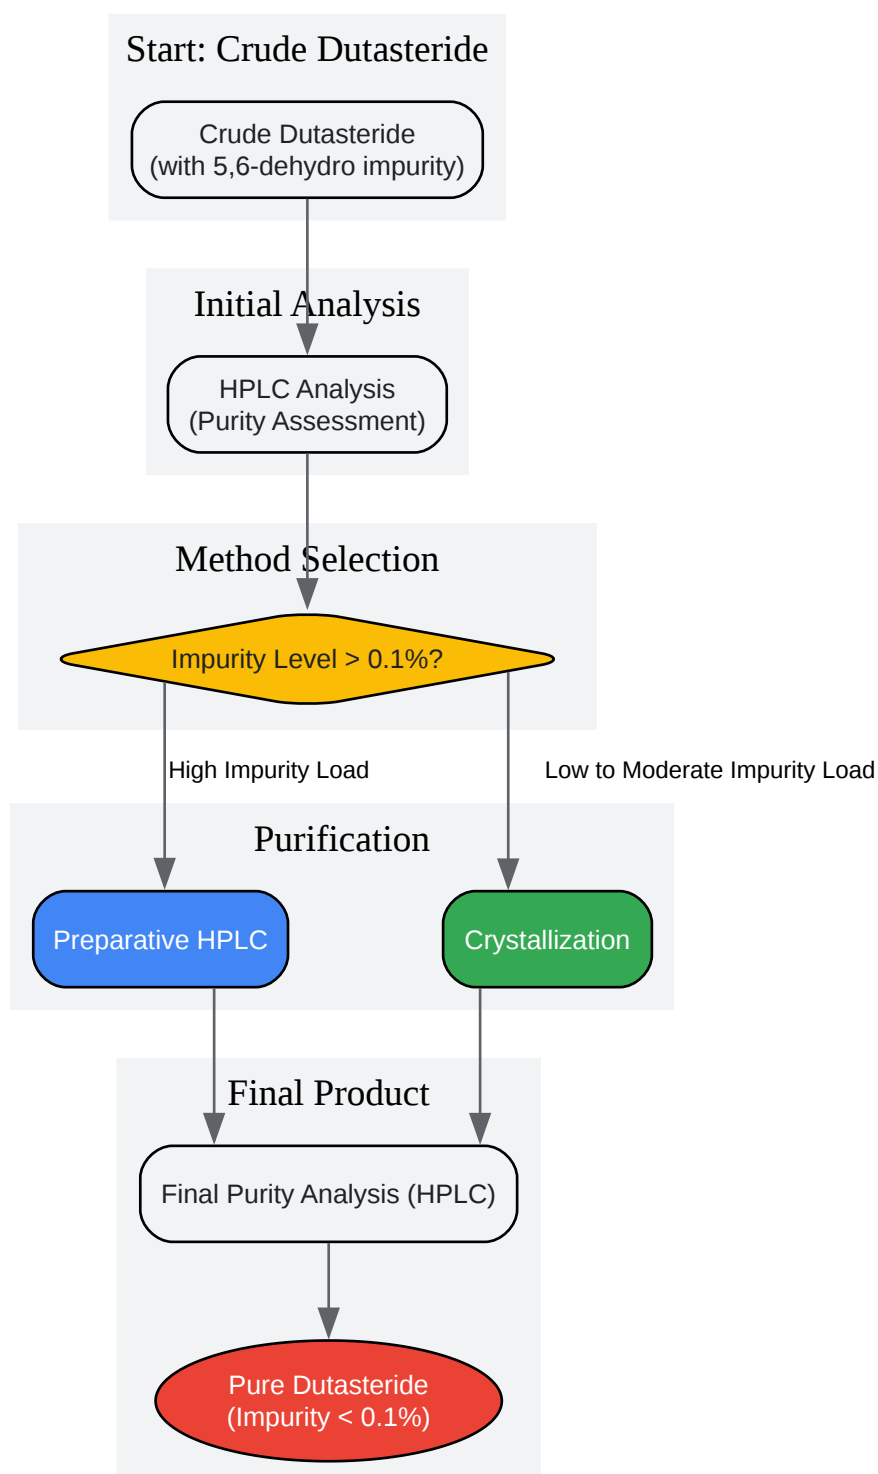 Start: Crude Dutasteride
Crude Dutasteride
(with 5,6-dehydro impurity)
Initial Analysis
HPLC Analysis
(Purity Assessment)
Method Selection
Impurity Level > 0.1%?
High Impurity Load
Low to Moderate Impurity Load
Purification
Preparative HPLC
Crystallization
Final Product
Final Purity Analysis (HPLC)
Pure Dutasteride
(Impurity < 0.1%)